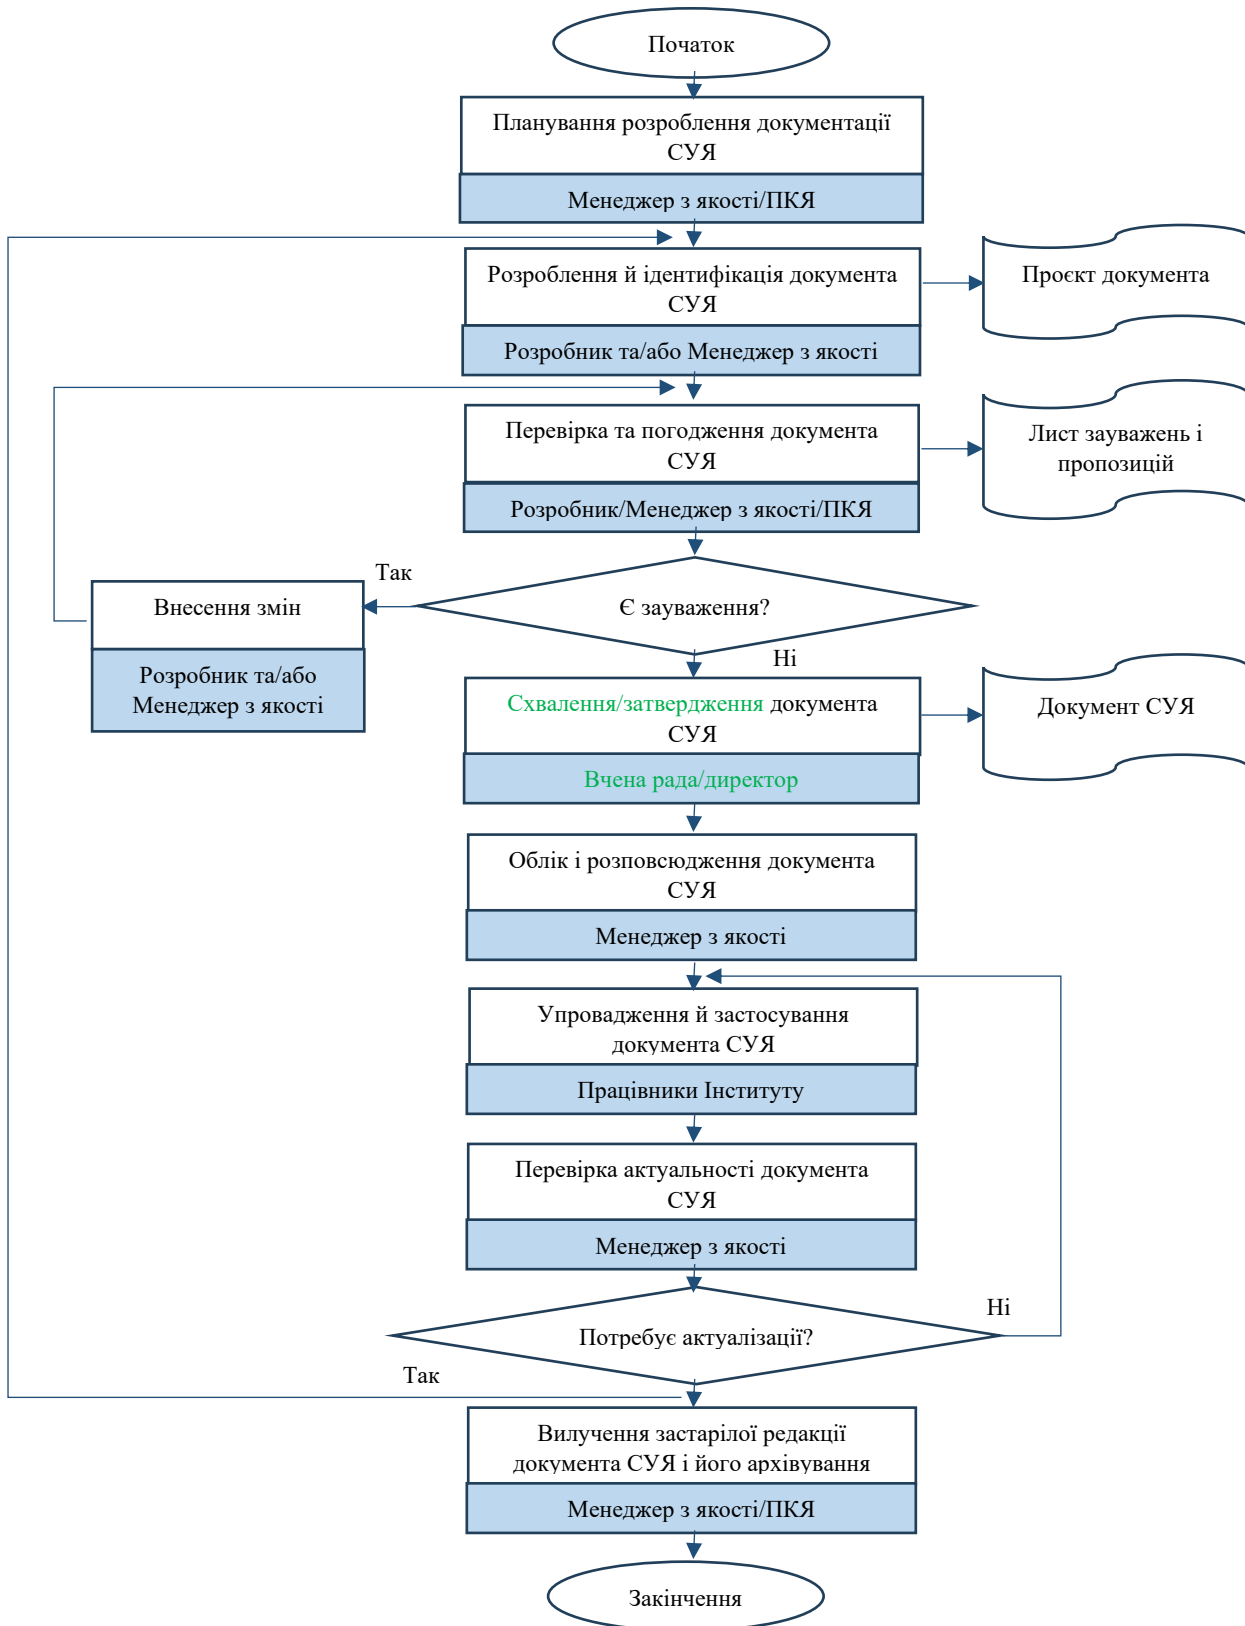 Початок
Планування розроблення документації
СУЯ
Менеджер з якості/ПКЯ
Розроблення й ідентифікація документа
СУЯ
Розробник та/або Менеджер з якості
Проєкт документа
Перевірка та погодження документа
СУЯ
Розробник/Менеджер з якості/ПКЯ
Лист зауважень і
пропозицій
Є зауваження?
Так
Внесення змін
Розробник та/або
Менеджер з якості
Ні
Схвалення/затвердження документа
СУЯ
Вчена рада/директор
Документ СУЯ
Облік і розповсюдження документа
СУЯ
Менеджер з якості
Упровадження й застосування
документа СУЯ
Працівники Інституту
Перевірка актуальності документа
СУЯ
Менеджер з якості
Потребує актуалізації?
Ні
Так
Вилучення застарілої редакції
документа СУЯ і його архівування
Менеджер з якості/ПКЯ
Закінчення